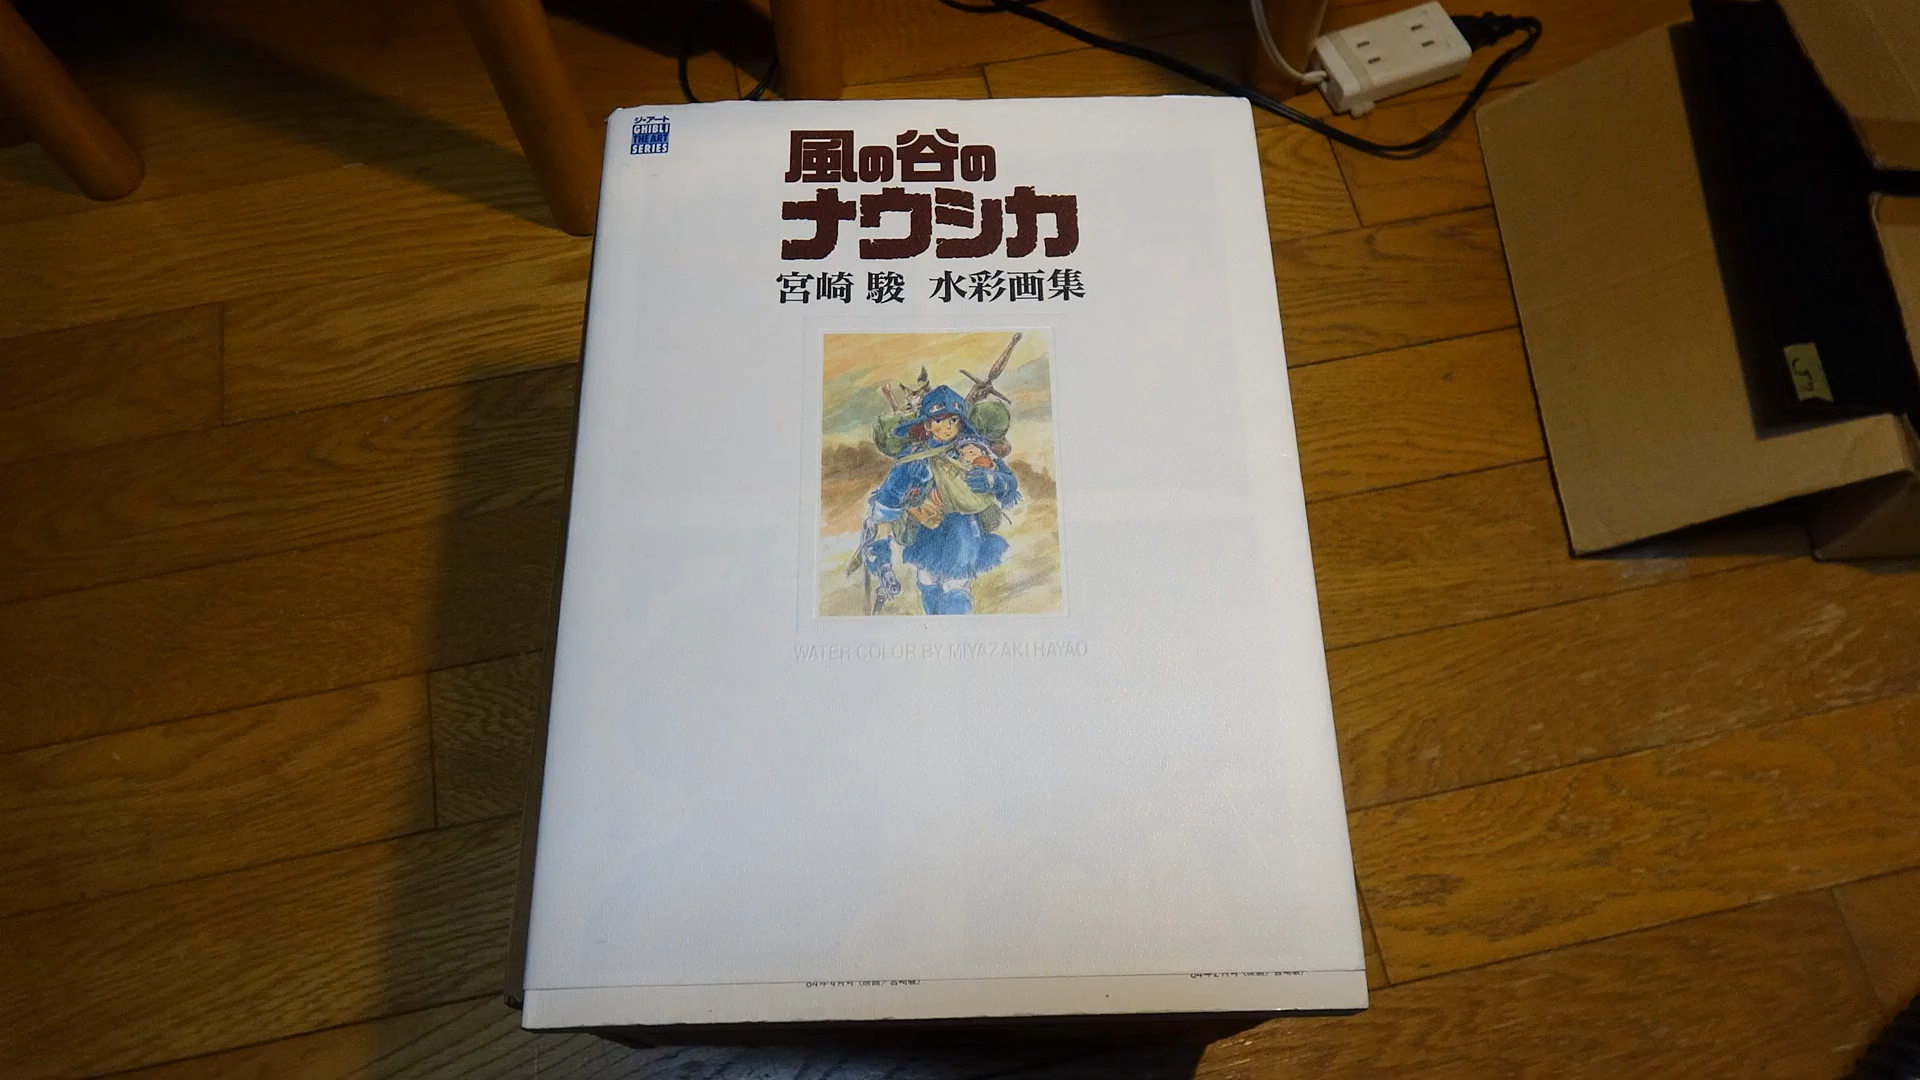 ジ・アート
GHIBLI
THE ART
SERIES
風の谷の
ナウシカ
宮崎 駿 水彩画集
WATER COLOR BY MIYAZAKI HAYAO